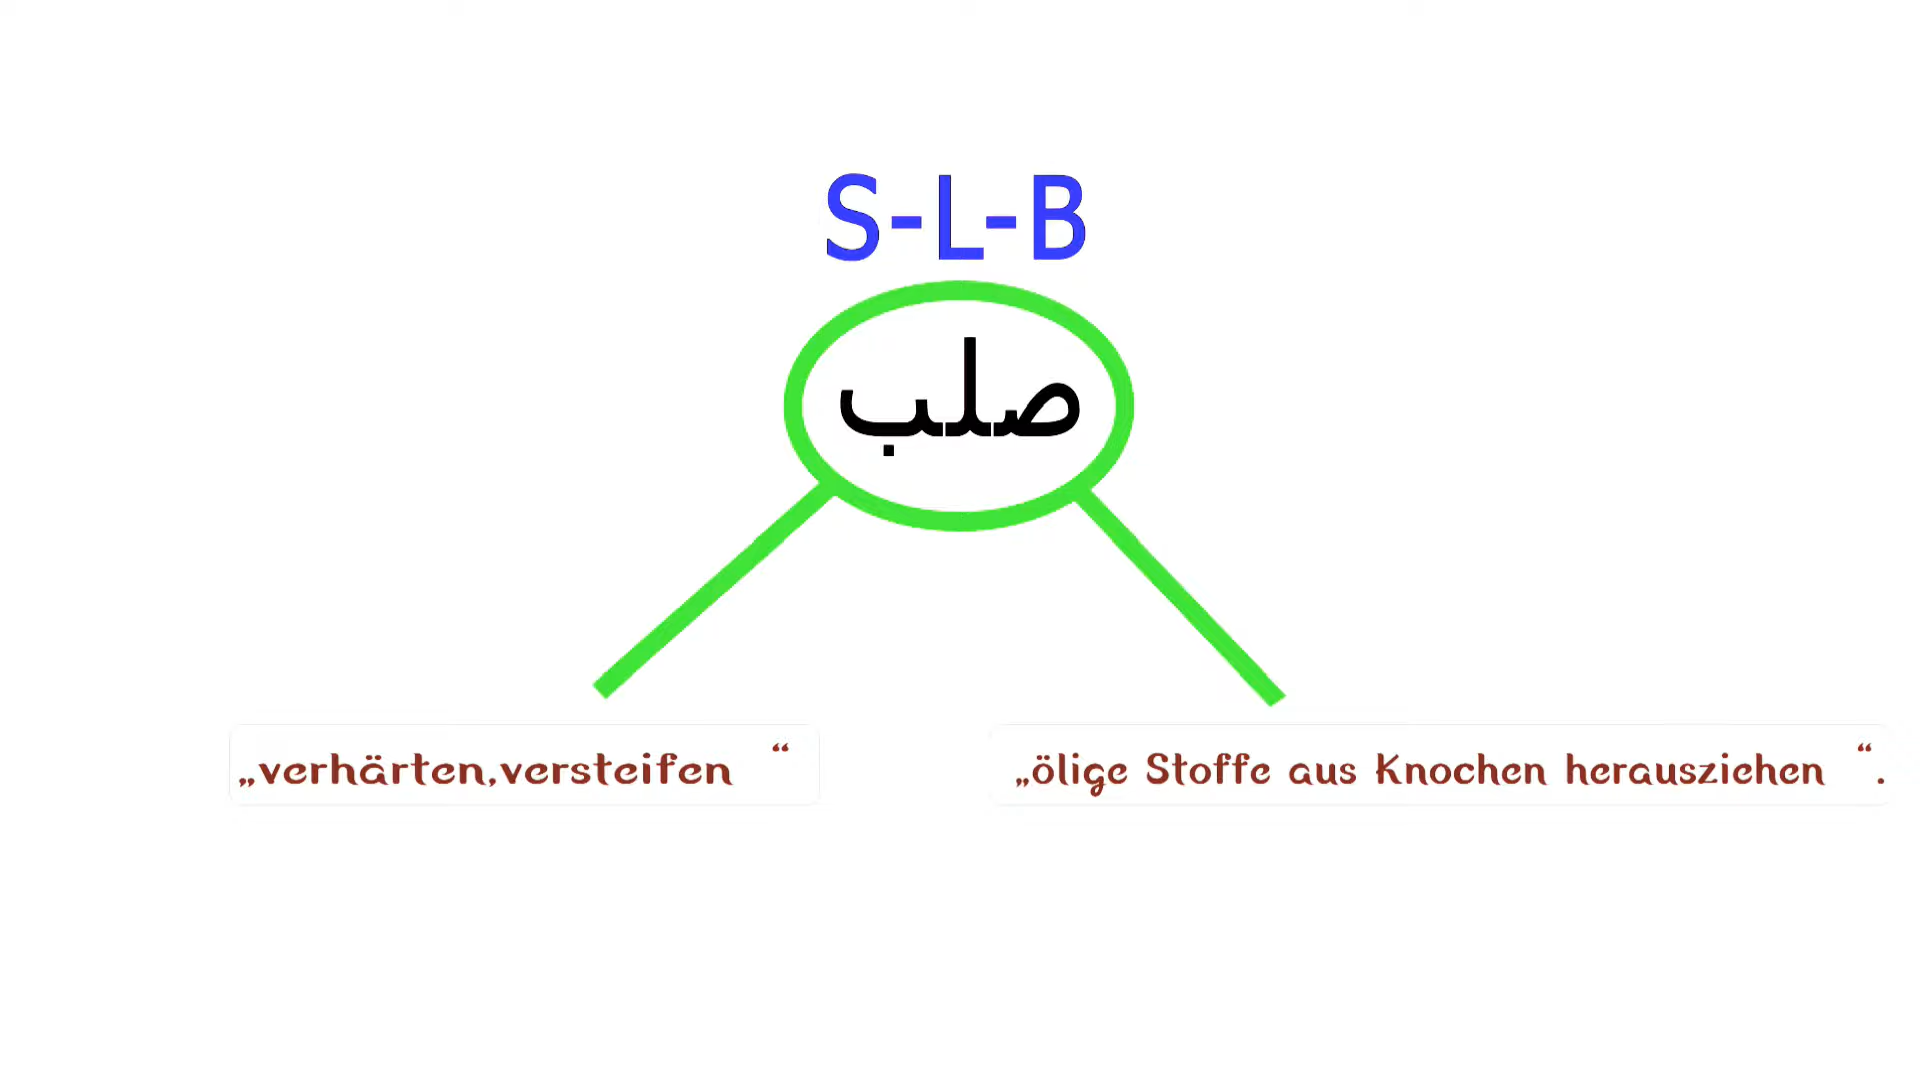 S-L-B
صلب
„verhärten,versteifen “
„ölige Stoffe aus Knochen herausziehen “.